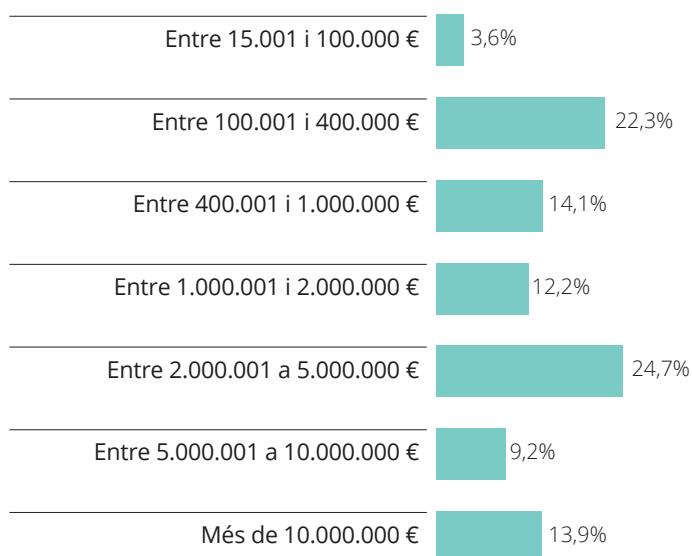 Entre 15.001 i 100.000 € 3,6%
Entre 100.001 i 400.000 € 22,3%
Entre 400.001 i 1.000.000 € 14,1%
Entre 1.000.001 i 2.000.000 € 12,2%
Entre 2.000.001 a 5.000.000 € 24,7%
Entre 5.000.001 a 10.000.000 € 9,2%
Més de 10.000.000 € 13,9%